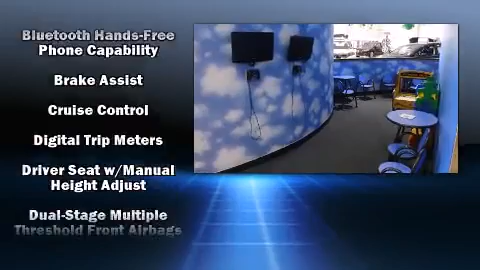 Bluetooth Hands-Free
Phone Capability
Brake Assist
Cruise Control
Digital Trip Meters
Driver Seat w/Manual
Height Adjust
Dual-Stage Multiple
Threshold Front Airbags